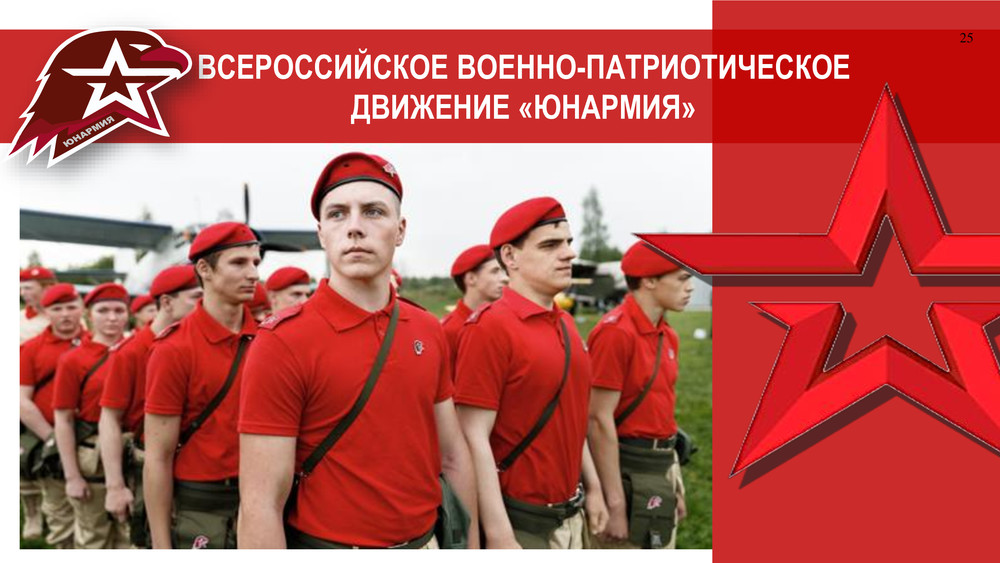 25
ВСЕРОССИЙСКОЕ ВОЕННО-ПАТРИОТИЧЕСКОЕ
ДВИЖЕНИЕ «ЮНАРМИЯ»
ЮНАРМИЯ